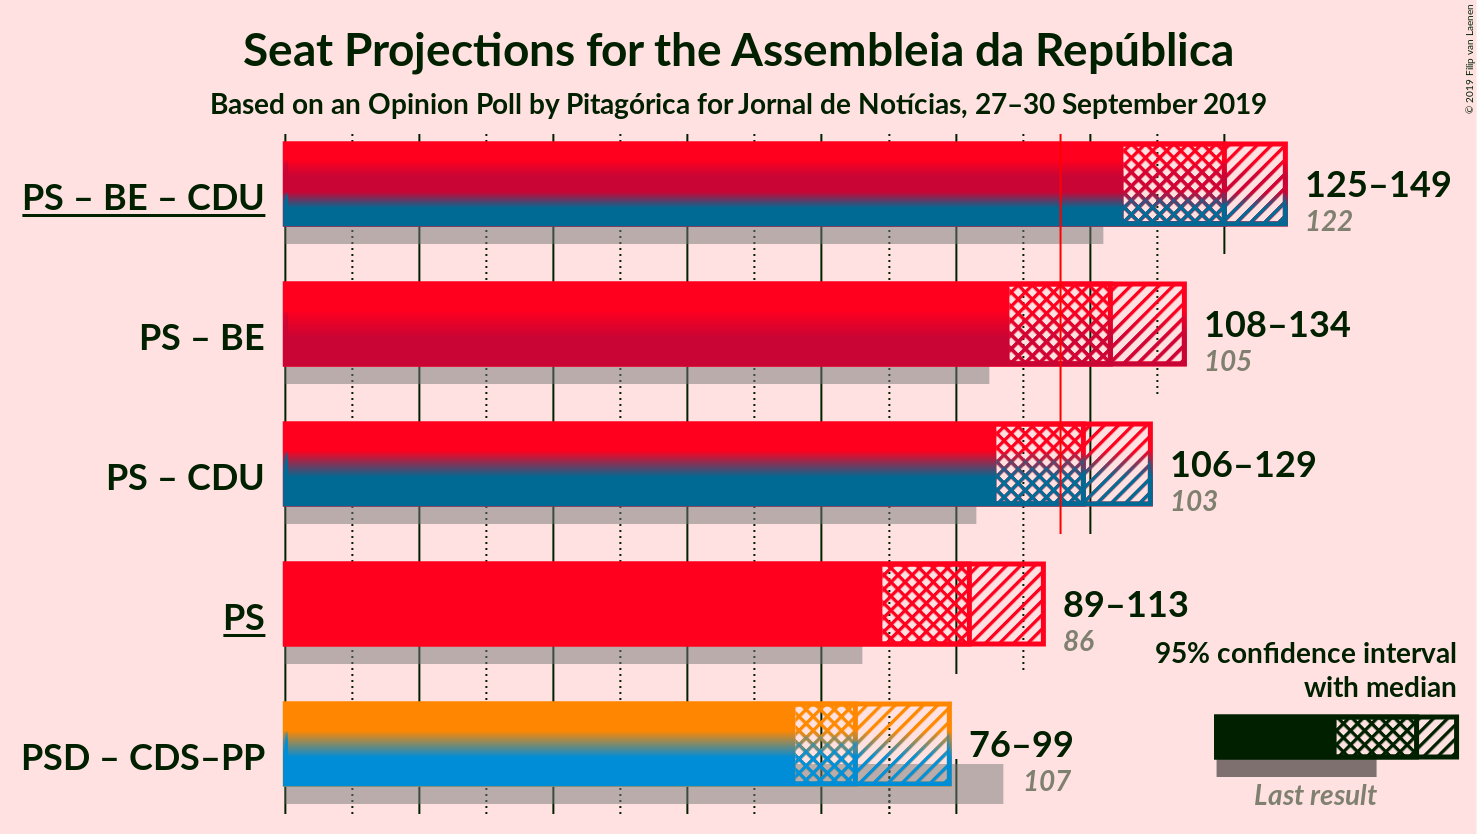 Seat Projections for the Assembleia da República
Based on an Opinion Poll by Pitagórica for Jornal de Notícias, 27–30 September 2019
© 2019 Filip van Laenen
PS – BE – CDU
125–149
122
PS – BE
108–134
105
PS – CDU
106–129
103
PS
89–113
86
PSD – CDS–PP
76–99
107
95% confidence interval
with median
Last result